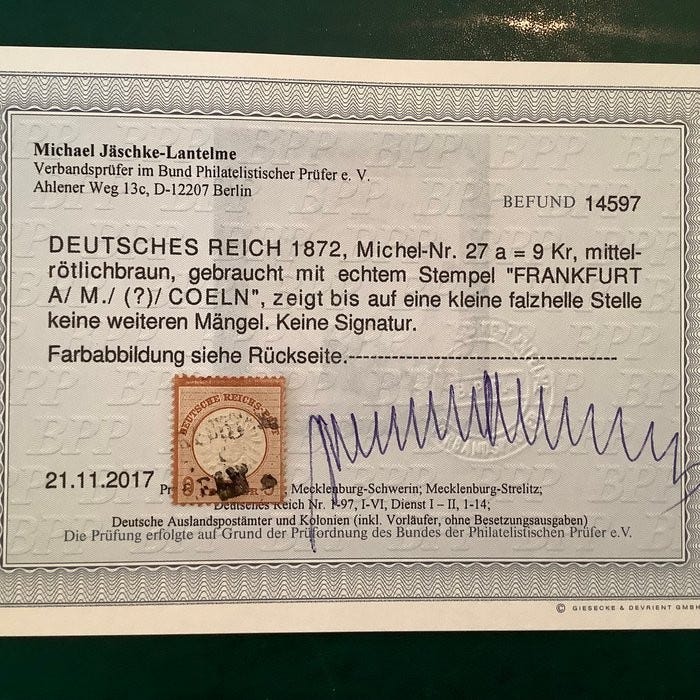 Michael Jäschke-Lantelme
Verbandsprüfer im Bund Philatelistischer Prüfer e. V.
Ahlener Weg 13c, D-12207 Berlin
BEFUND 14597
DEUTSCHES REICH 1872, Michel-Nr. 27 a = 9 Kr, mittel-
rötlichbraun, gebraucht mit echtem Stempel "FRANKFURT
A/ M./ (?)/ COELN", zeigt bis auf eine kleine falzhelle Stelle
keine weiteren Mängel. Keine Signatur.
Farbabbildung siehe Rückseite.-----------------------------------
DEUTSCHE REICHS-POST
21.11.2017
; Mecklenburg-Schwerin; Mecklenburg-Strelitz;
Deutsches Reich Nr. 1-97, I-VI, Dienst I – II, 1-14;
Deutsche Auslandspostämter und Kolonien (inkl. Vorläufer, ohne Besetzungsausgaben)
Die Prüfung erfolgte auf Grund der Prüfordnung des Bundes der Philatelistischen Prüfer e.V.
© GIESECKE & DEVRIENT GMBH